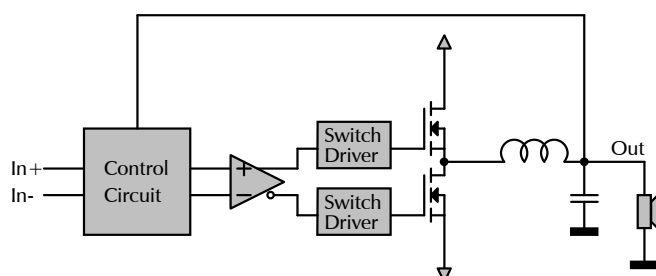 Switch
Driver
Out
In+
In-
Control
Circuit
+
−
Switch
Driver